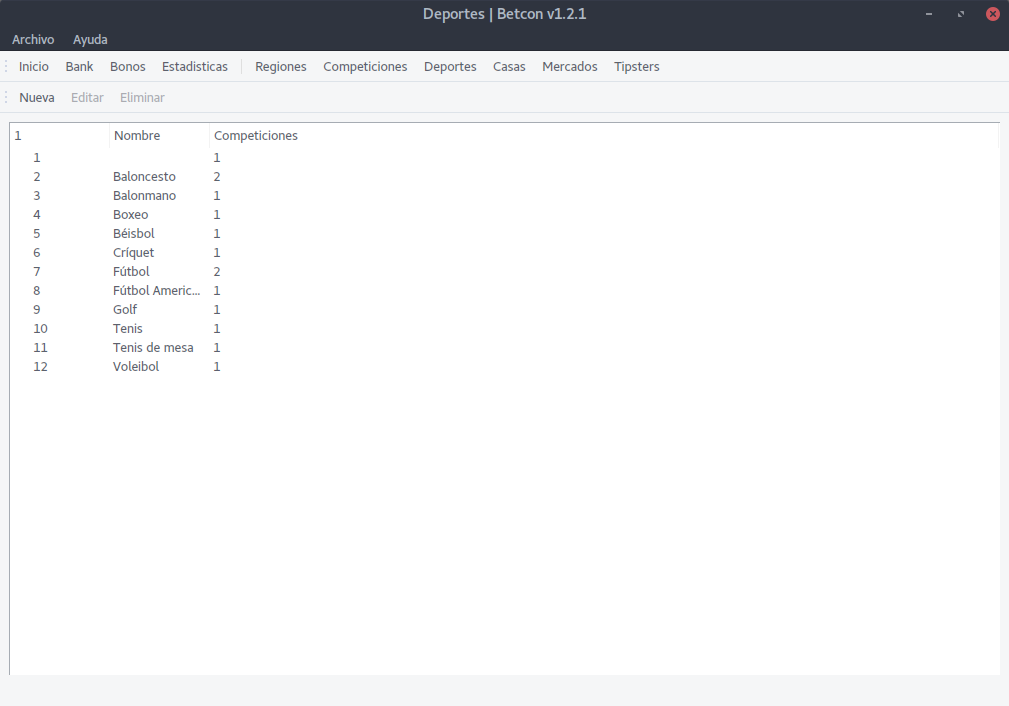 Deportes | Betcon v1.2.1
Archivo Ayuda
Inicio Bank Bonos Estadisticas Regiones Competiciones Deportes Casas Mercados Tipsters
Nueva Editar Eliminar
1 Nombre Competiciones
1 1
2 Baloncesto 2
3 Balonmano 1
4 Boxeo 1
5 Béisbol 1
6 Críquet 1
7 Fútbol 2
8 Fútbol Americ... 1
9 Golf 1
10 Tenis 1
11 Tenis de mesa 1
12 Voleibol 1